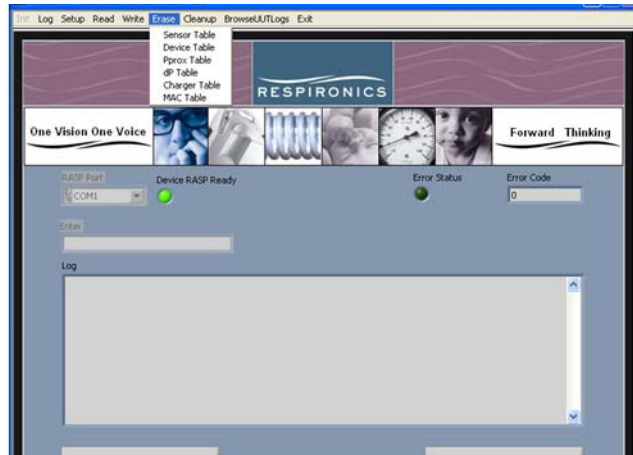 Init Log Setup Read Write Erase Cleanup BrowseUUTLogs Exit
Sensor Table
Device Table
Pprox Table
dP Table
Charger Table
MAC Table
RESPIRONICS
One Vision One Voice
Forward Thinking
RASP Port
Device RASP Ready
Error Status
Error Code
COM1
0
Enter
Log